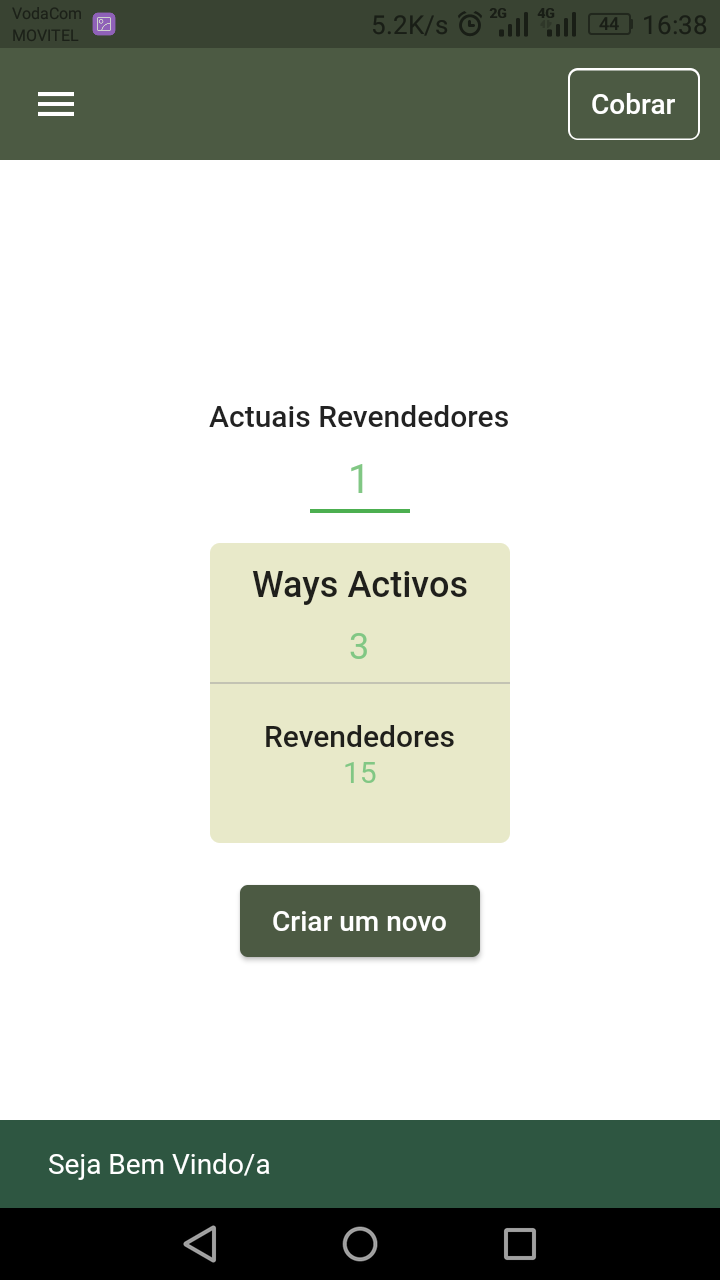 VodaCom
MOVITEL
5.2K/s 2G 4G 44 16:38
Cobrar
Actuais Revendedores
1
Ways Activos
3
Revendedores
15
Criar um novo
Seja Bem Vindo/a